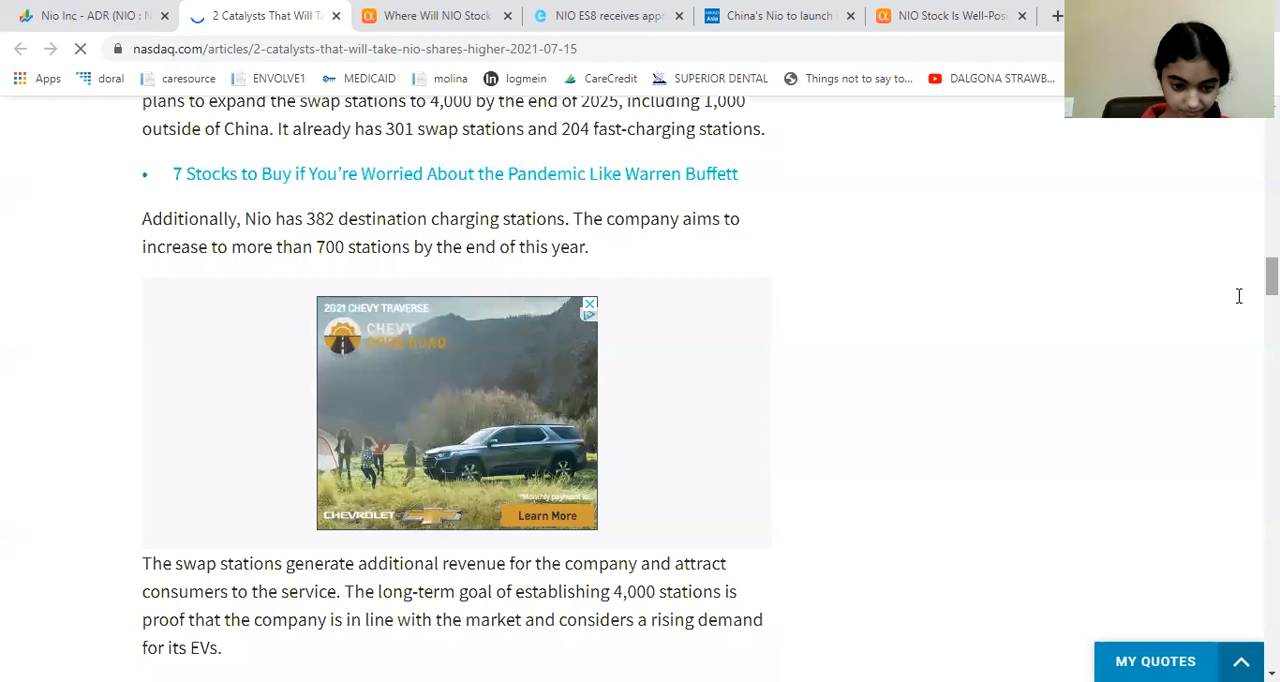 Nio Inc - ADR (NIO : N
2 Catalysts That Will Ta
Where Will NIO Stock
NIO ES8 receives appr
China's Nio to launch
NIO Stock Is Well-Posi
nasdaq.com/articles/2-catalysts-that-will-take-nio-shares-higher-2021-07-15
Apps
doral
caresource
ENVOLVE1
MEDICAID
molina
logmein
CareCredit
SUPERIOR DENTAL
Things not to say to...
DALGONA STRAWB...
plans to expand the swap stations to 4,000 by the end of 2025, including 1,000
outside of China. It already has 301 swap stations and 204 fast-charging stations.
• 7 Stocks to Buy if You're Worried About the Pandemic Like Warren Buffett
Additionally, Nio has 382 destination charging stations. The company aims to
increase to more than 700 stations by the end of this year.
2021 CHEVY TRAVERSE
CHEVY
OPEN ROAD
*Monthly payment is...
CHEVROLET
Learn More
The swap stations generate additional revenue for the company and attract
consumers to the service. The long-term goal of establishing 4,000 stations is
proof that the company is in line with the market and considers a rising demand
for its EVs.
MY QUOTES